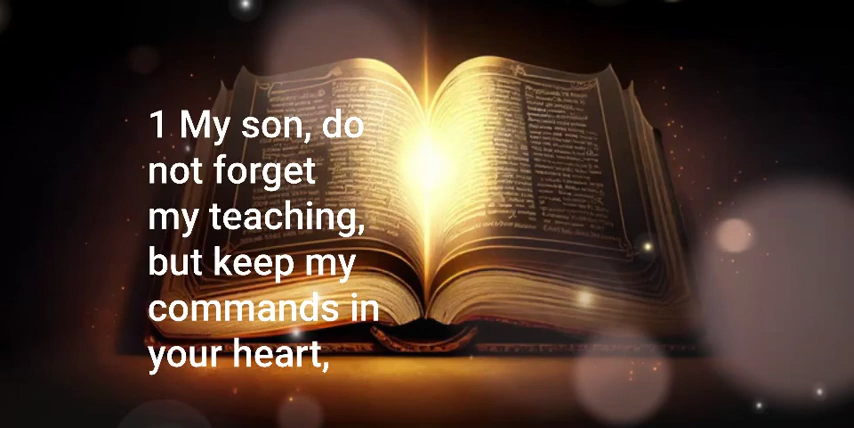 1 My son, do
not forget
my teaching,
but keep my
commands in
your heart,